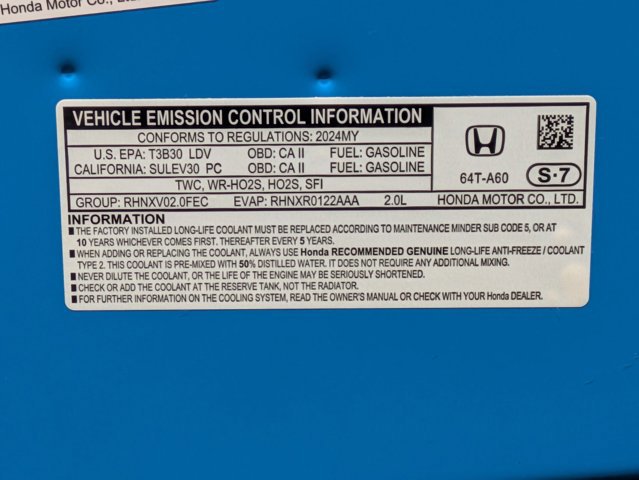 Honda Motor Co.,
VEHICLE EMISSION CONTROL INFORMATION
CONFORMS TO REGULATIONS: 2024MY
U.S. EPA: T3B30 LDV OBD: CA II FUEL: GASOLINE
CALIFORNIA: SULEV30 PC OBD: CA II FUEL: GASOLINE
TWC, WR-HO2S, HO2S, SFI
GROUP: RHNXV02.0FEC EVAP: RHNXR0122AAA 2.0L
64T-A60 S·7
HONDA MOTOR CO., LTD.
INFORMATION
■ THE FACTORY INSTALLED LONG-LIFE COOLANT MUST BE REPLACED ACCORDING TO MAINTENANCE MINDER SUB CODE 5, OR AT
10 YEARS WHICHEVER COMES FIRST. THEREAFTER EVERY 5 YEARS.
■ WHEN ADDING OR REPLACING THE COOLANT, ALWAYS USE Honda RECOMMENDED GENUINE LONG-LIFE ANTI-FREEZE / COOLANT
TYPE 2. THIS COOLANT IS PRE-MIXED WITH 50% DISTILLED WATER. IT DOES NOT REQUIRE ANY ADDITIONAL MIXING.
■ NEVER DILUTE THE COOLANT, OR THE LIFE OF THE ENGINE MAY BE SERIOUSLY SHORTENED.
■ CHECK OR ADD THE COOLANT AT THE RESERVE TANK, NOT THE RADIATOR.
■ FOR FURTHER INFORMATION ON THE COOLING SYSTEM, READ THE OWNER'S MANUAL OR CHECK WITH YOUR Honda DEALER.